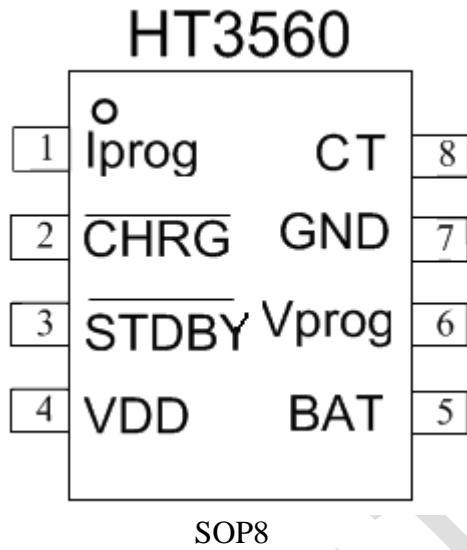 HT3560
1 Iprog CT 8
2 CHRG GND 7
3 STDBY Vprog 6
4 VDD BAT 5
SOP8